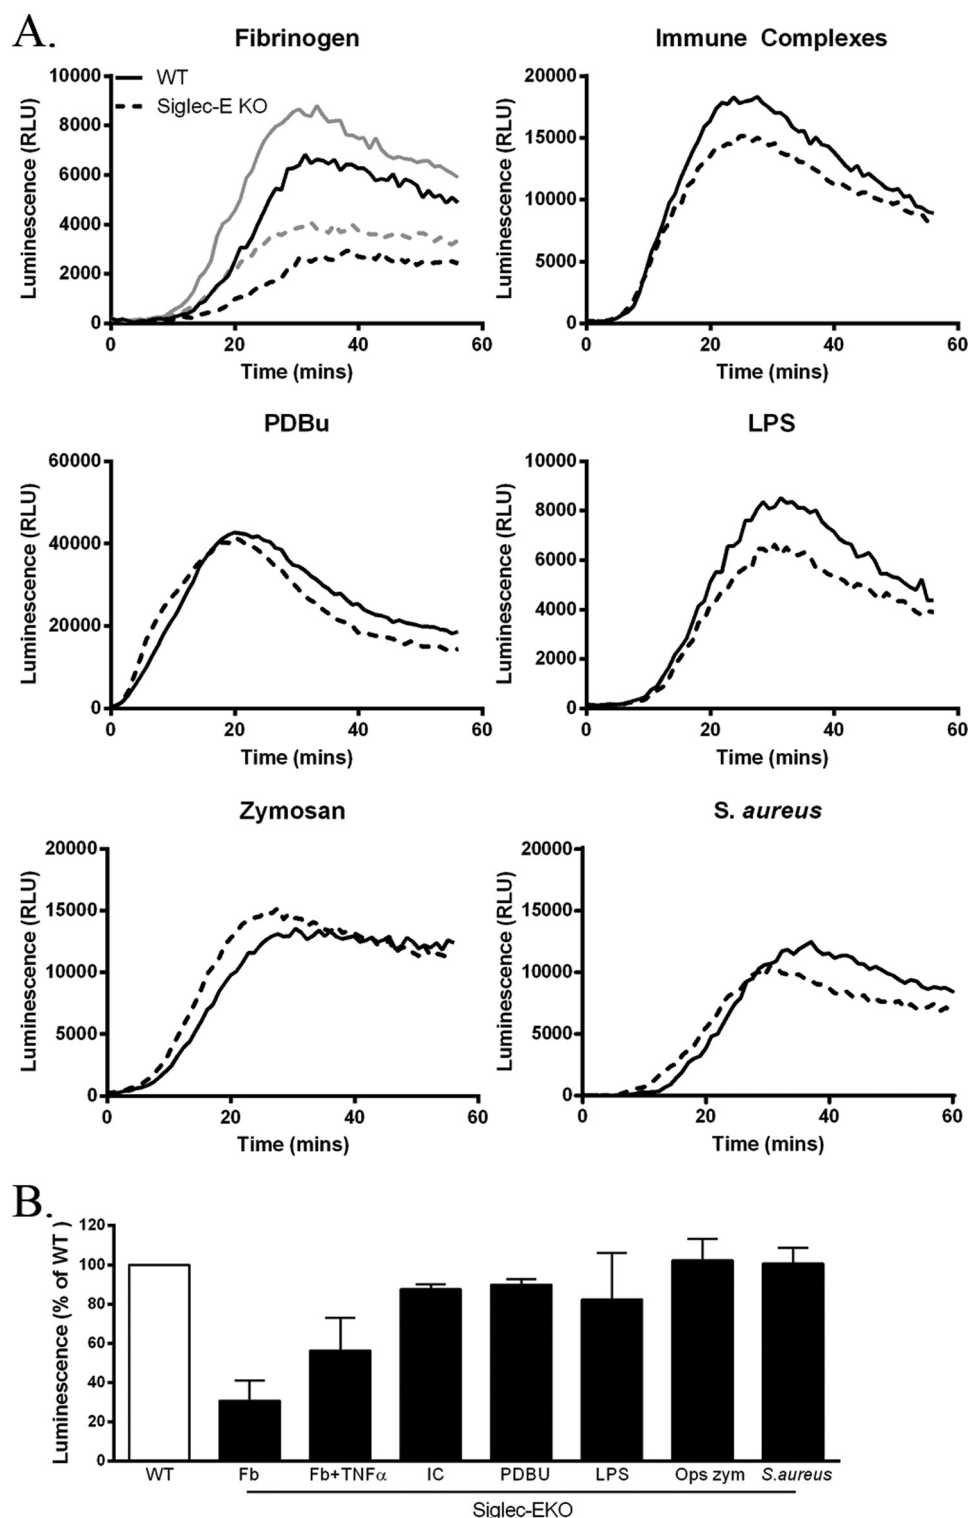 A.
Fibrinogen
Immune Complexes
WT
Siglec-E KO
Luminescence (RLU)
10000
8000
6000
4000
2000
0
0 20 40 60
Time (mins)
Luminescence (RLU)
20000
15000
10000
5000
0
0 20 40 60
Time (mins)
PDBu
LPS
Luminescence (RLU)
60000
40000
20000
0
0 20 40 60
Time (mins)
Luminescence (RLU)
10000
8000
6000
4000
2000
0
0 20 40 60
Time (mins)
Zymosan
S. aureus
Luminescence (RLU)
20000
15000
10000
5000
0
0 20 40 60
Time (mins)
Luminescence (RLU)
20000
15000
10000
5000
0
0 20 40 60
Time (mins)
B.
Luminescence (% of WT )
120
100
80
60
40
20
0
WT Fb Fb+TNFα IC PDBU LPS Ops zym S.aureus
Siglec-EKO